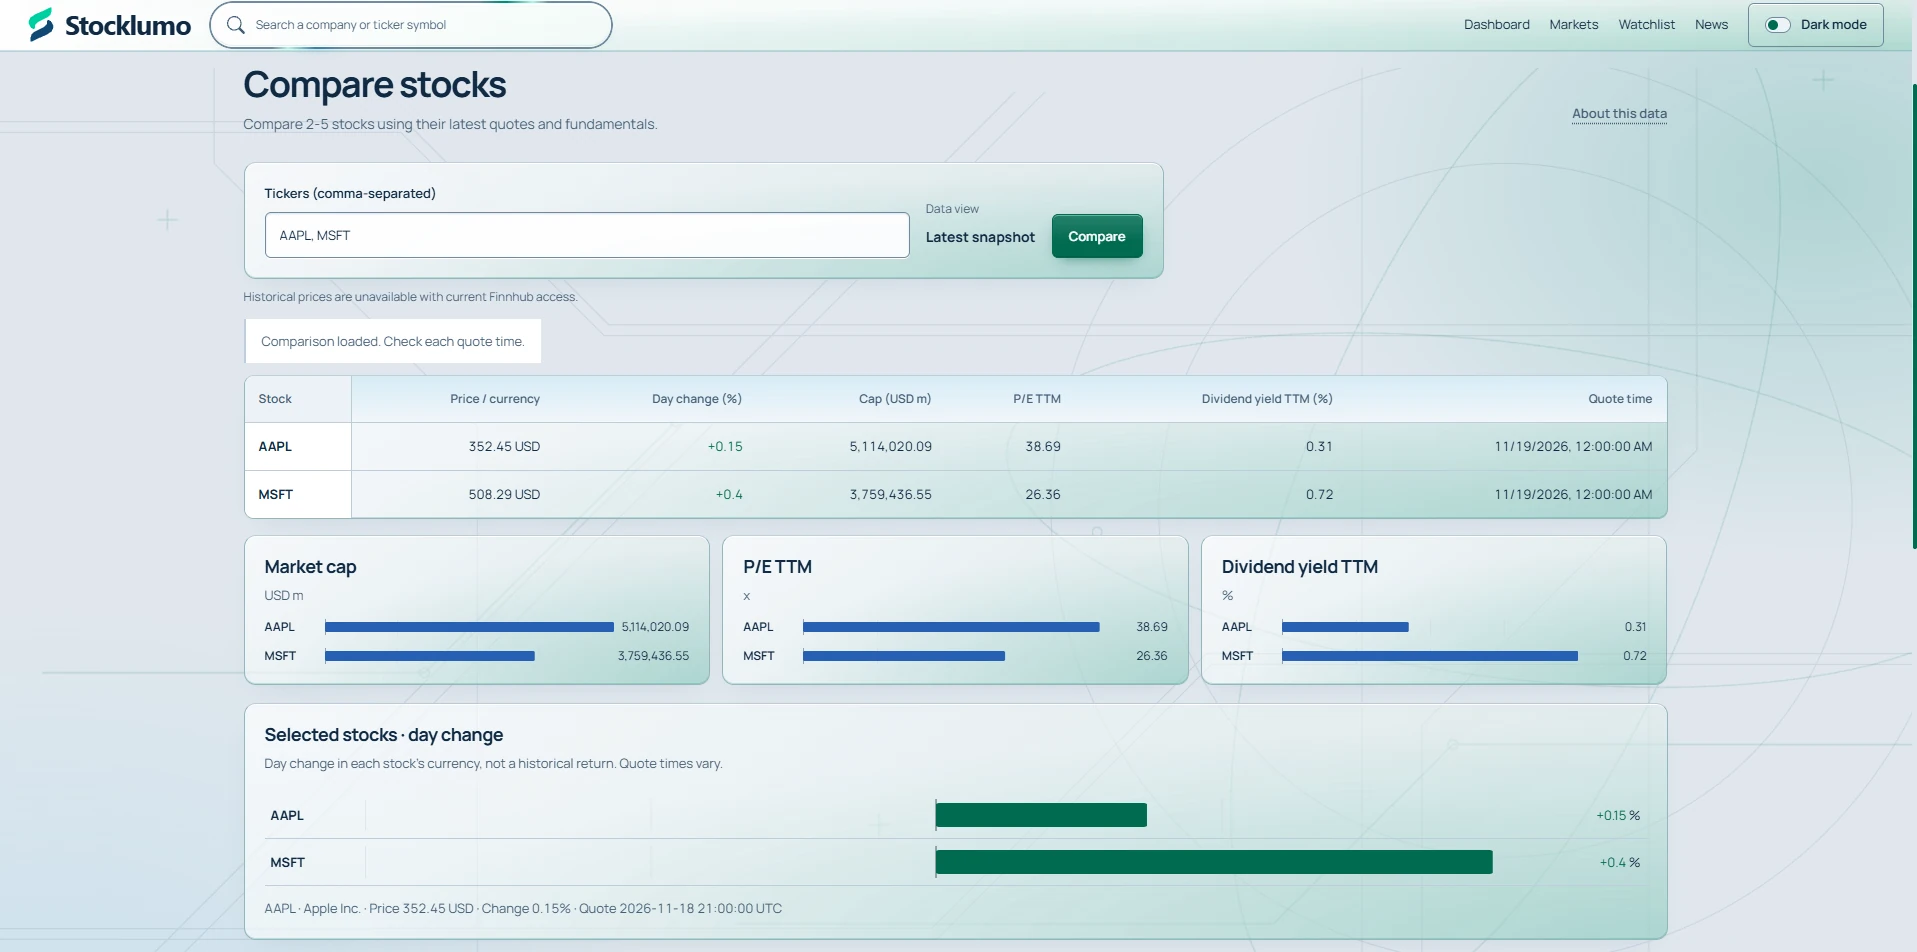 Stocklumo
Search a company or ticker symbol
Dashboard Markets Watchlist News Dark mode
Compare stocks
Compare 2-5 stocks using their latest quotes and fundamentals.
About this data
Tickers (comma-separated)
AAPL, MSFT
Data view
Latest snapshot
Compare
Historical prices are unavailable with current Finnhub access.
Comparison loaded. Check each quote time.
Stock Price / currency Day change (%) Cap (USD m) P/E TTM Dividend yield TTM (%) Quote time
AAPL 352.45 USD +0.15 5,114,020.09 38.69 0.31 11/19/2026, 12:00:00 AM
MSFT 508.29 USD +0.4 3,759,436.55 26.36 0.72 11/19/2026, 12:00:00 AM
Market cap
USD m
AAPL 5,114,020.09
MSFT 3,759,436.55
P/E TTM
x
AAPL 38.69
MSFT 26.36
Dividend yield TTM
%
AAPL 0.31
MSFT 0.72
Selected stocks · day change
Day change in each stock's currency, not a historical return. Quote times vary.
AAPL +0.15 %
MSFT +0.4 %
AAPL · Apple Inc. · Price 352.45 USD · Change 0.15% · Quote 2026-11-18 21:00:00 UTC